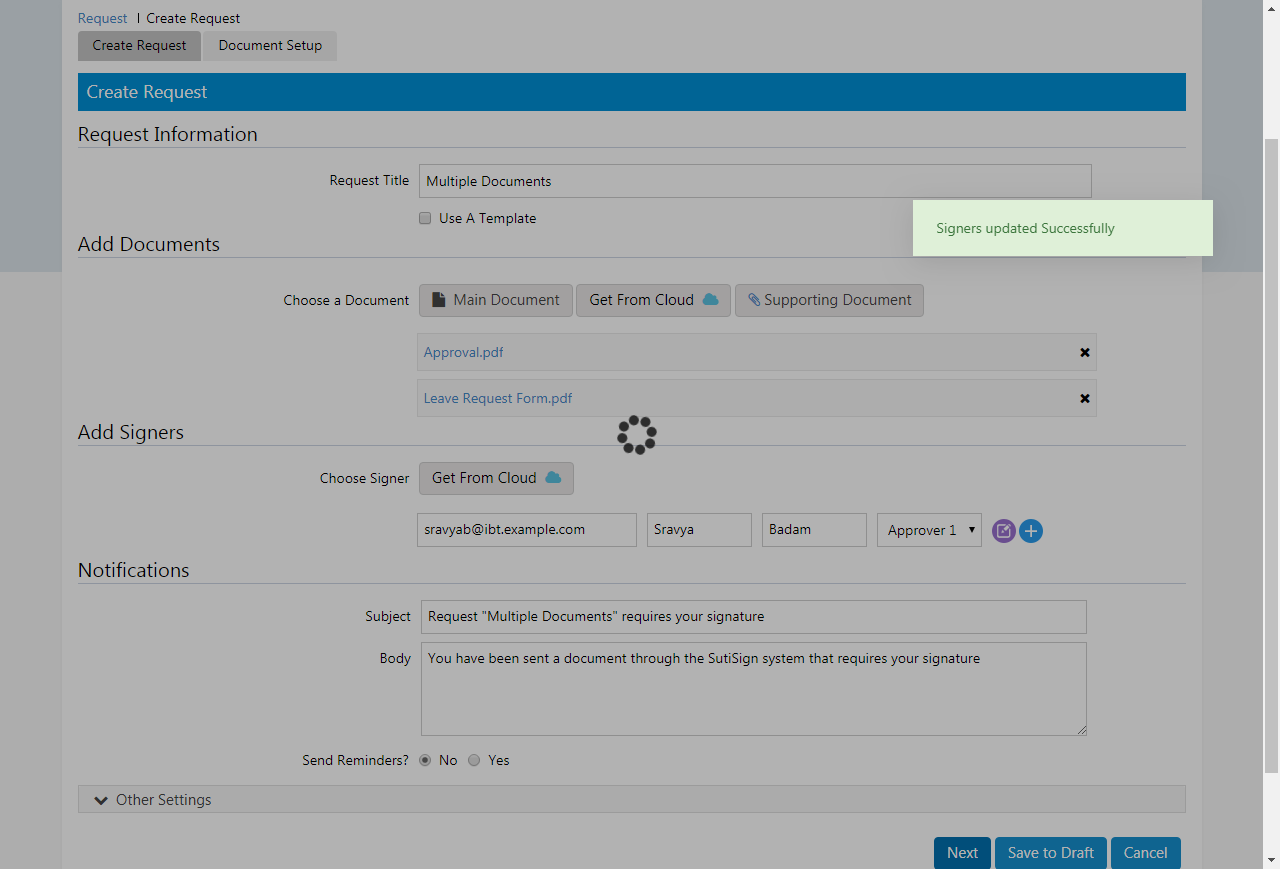 Request | Create Request
Create Request Document Setup
Create Request
Request Information
Request Title Multiple Documents
Use A Template
Signers updated Successfully
Add Documents
Choose a Document Main Document Get From Cloud Supporting Document
Approval.pdf
Leave Request Form.pdf
Add Signers
Choose Signer Get From Cloud
sravyab@ibt.example.com Sravya Badam Approver 1
Notifications
Subject Request "Multiple Documents" requires your signature
Body You have been sent a document through the SutiSign system that requires your signature
Send Reminders? No Yes
Other Settings
Next Save to Draft Cancel